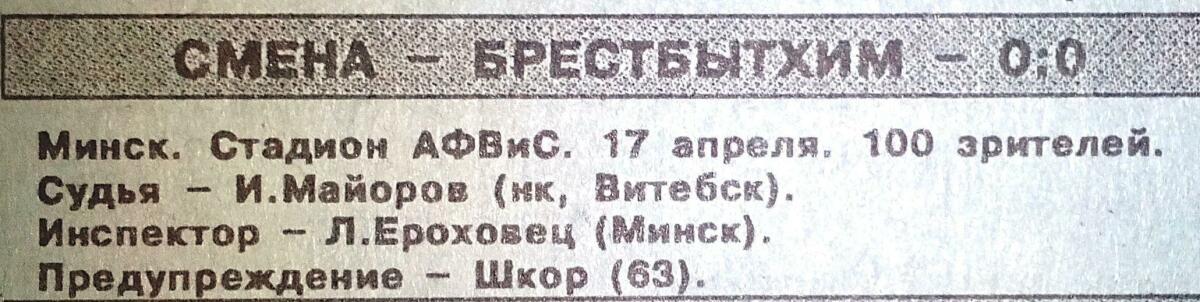 СМЕНА – БРЕСТБЫТХИМ – 0:0
Минск. Стадион АФВиС. 17 апреля. 100 зрителей.
Судья – И.Майоров (нк, Витебск).
Инспектор – Л.Ероховец (Минск).
Предупреждение – Шкор (63).